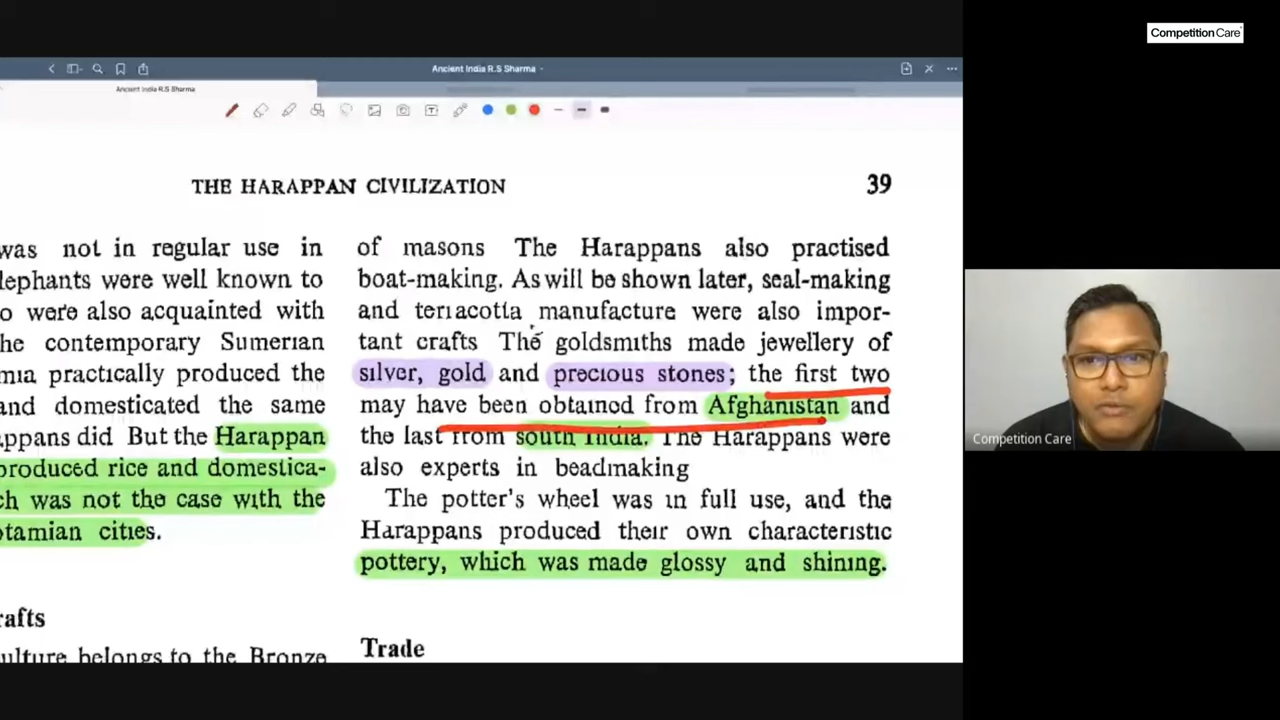 CompetitionCare
Ancient India R.S Sharma
Ancient India R.S Sharma
THE HARAPPAN CIVILIZATION 39
was not in regular use in
lephants were well known to
o were also acquainted with
he contemporary Sumerian
mia practically produced the
and domesticated the same
appans did But the Harappan
produced rice and domestica-
ch was not the case with the
otamian cities.
rafts
ulture belongs to the Bronze
of masons The Harappans also practised
boat-making. As will be shown later, seal-making
and terracotta manufacture were also impor-
tant crafts The goldsmiths made jewellery of
silver, gold and precious stones; the first two
may have been obtained from Afghanistan and
the last from south India. The Harappans were
also experts in beadmaking
The potter's wheel was in full use, and the
Harappans produced their own characteristic
pottery, which was made glossy and shining.
Trade
Competition Care